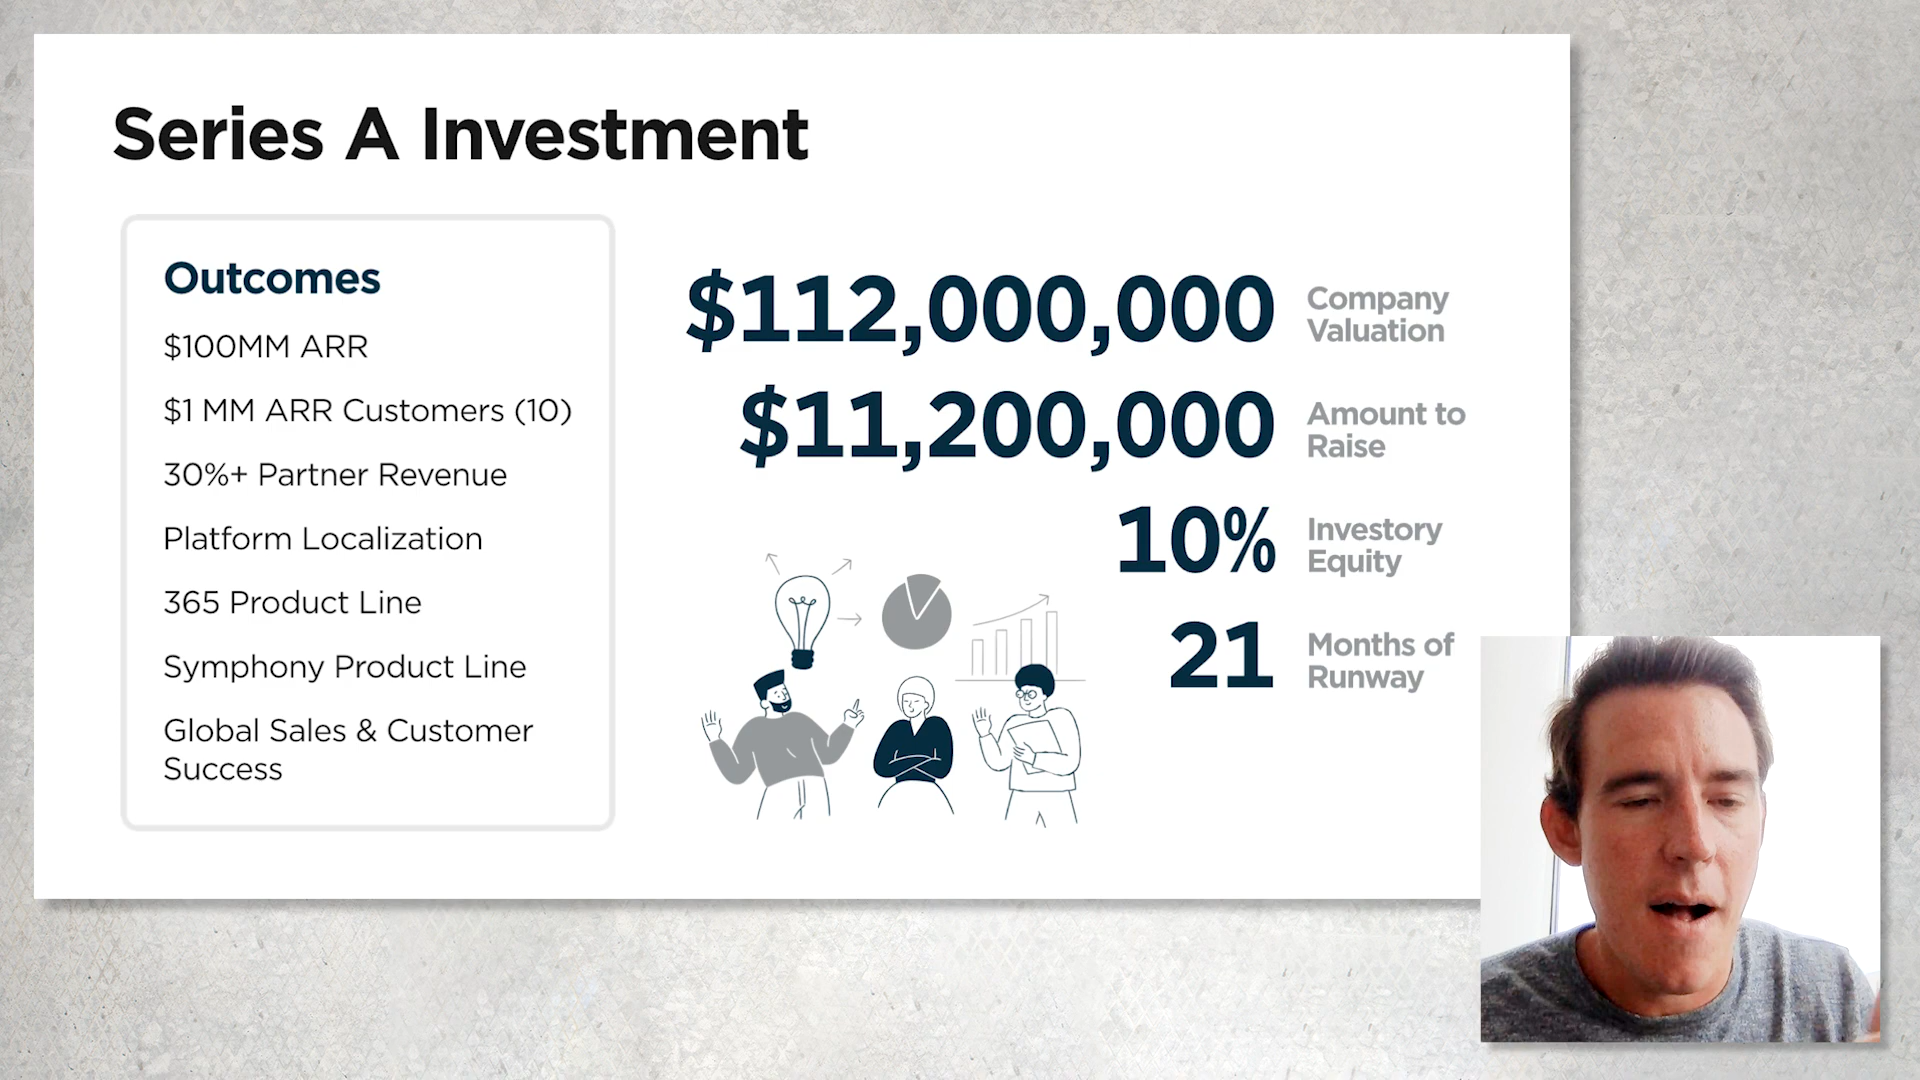 Series A Investment
Outcomes
$100MM ARR
$1 MM ARR Customers (10)
30%+ Partner Revenue
Platform Localization
365 Product Line
Symphony Product Line
Global Sales & Customer
Success
$112,000,000
Company
Valuation
$11,200,000
Amount to
Raise
10%
Investory
Equity
21
Months of
Runway